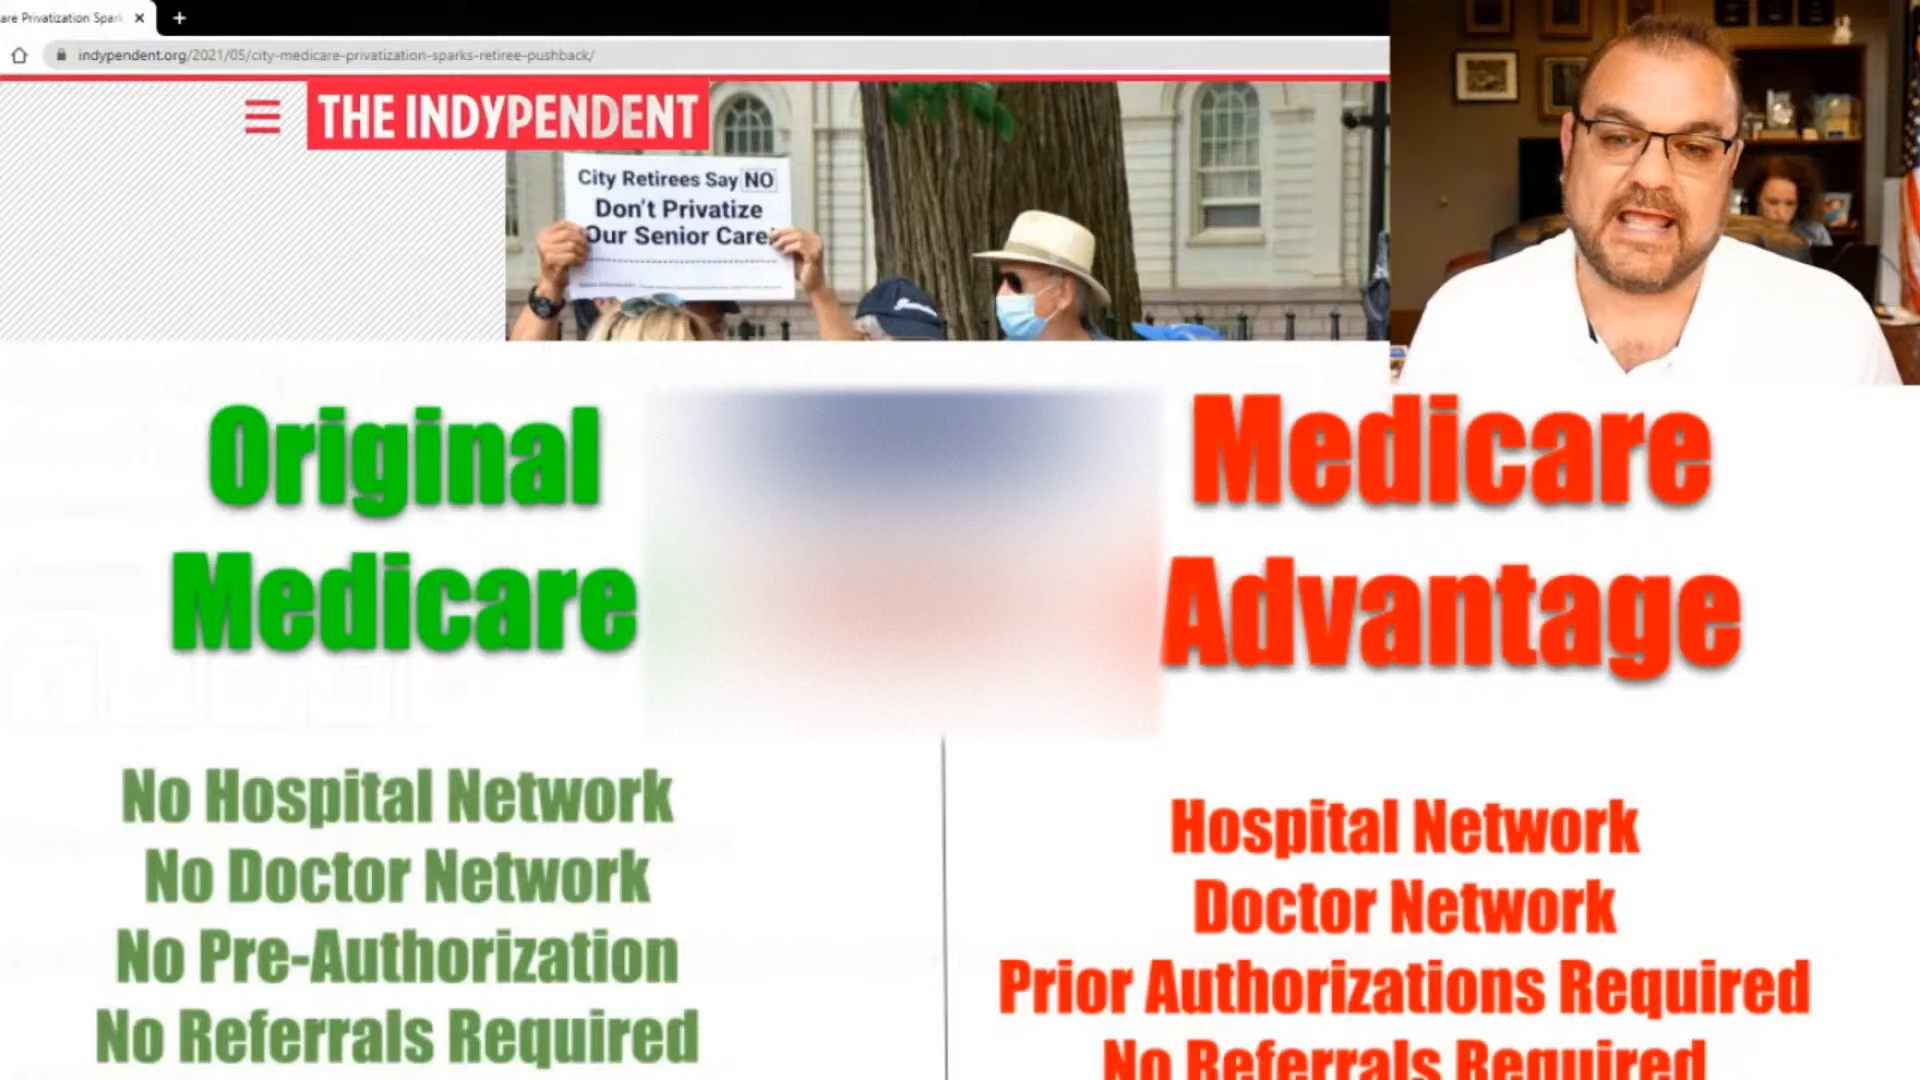 are Privatization Spar
indypendent.org/2021/05/city-medicare-privatization-sparks-retiree-pushback/
THE INDYPENDENT
City Retirees Say NO
Don't Privatize
Our Senior Care!
Original
Medicare
Medicare
Advantage
No Hospital Network
No Doctor Network
No Pre-Authorization
No Referrals Required
Hospital Network
Doctor Network
Prior Authorizations Required
No Referrals Required